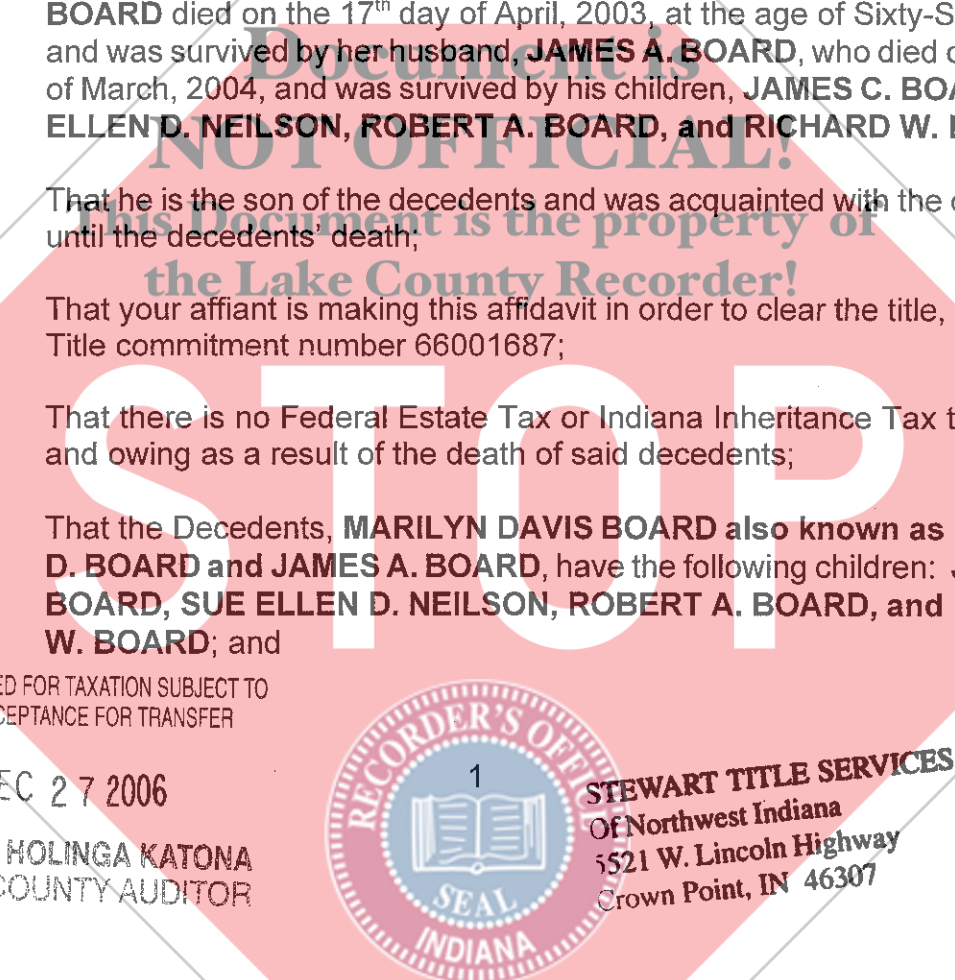 BOARD died on the 17th day of April, 2003, at the age of Sixty-S
and was survived by her husband, JAMES A. BOARD, who died
of March, 2004, and was survived by his children, JAMES C. BOA
ELLEN D. NEILSON, ROBERT A. BOARD, and RICHARD W.
Document is
NOT OFFICIAL!
This Document is the property of
the Lake County Recorder!
That he is the son of the decedents and was acquainted with the
until the decedents' death;
That your affiant is making this affidavit in order to clear the title,
Title commitment number 66001687;
STOP
That there is no Federal Estate Tax or Indiana Inheritance Tax t
and owing as a result of the death of said decedents;
That the Decedents, MARILYN DAVIS BOARD also known as
D. BOARD and JAMES A. BOARD, have the following children:
BOARD, SUE ELLEN D. NEILSON, ROBERT A. BOARD, and
W. BOARD; and
ED FOR TAXATION SUBJECT TO
CEPTANCE FOR TRANSFER
EC 27 2006
HOLINGA KATONA
COUNTY AUDITOR
1
RECORDER'S OFFICE
SEAL
INDIANA
STEWART TITLE SERVICES
Of Northwest Indiana
5521 W. Lincoln Highway
Crown Point, IN 46307